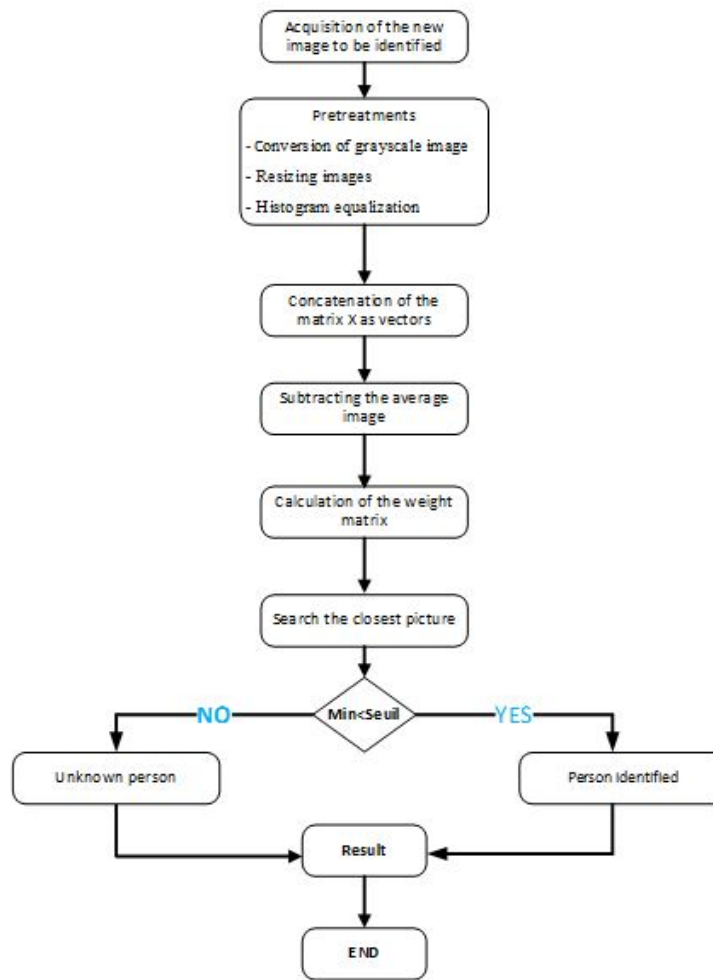 Acquisition of the new
image to be identified
Pretreatments
- Conversion of grayscale image
- Resizing images
- Histogram equalization
Concatenation of the
matrix X as vectors
Subtracting the average
image
Calculation of the weight
matrix
Search the closest picture
Min<Seuil
NO
YES
Unknown person
Person Identified
Result
END